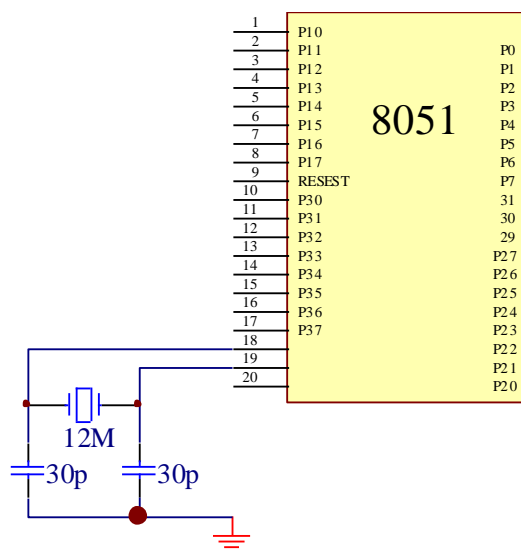 1 P10
2 P11 P0
3 P12 P1
4 P13 P2
5 P14 P3
8051
6 P15 P4
7 P16 P5
8 P17 P6
9 RESEST P7
10 P30 31
11 P31 30
12 P32 29
13 P33 P27
14 P34 P26
15 P35 P25
16 P36 P24
17 P37 P23
18 P22
19 P21
20 P20
12M
30p 30p